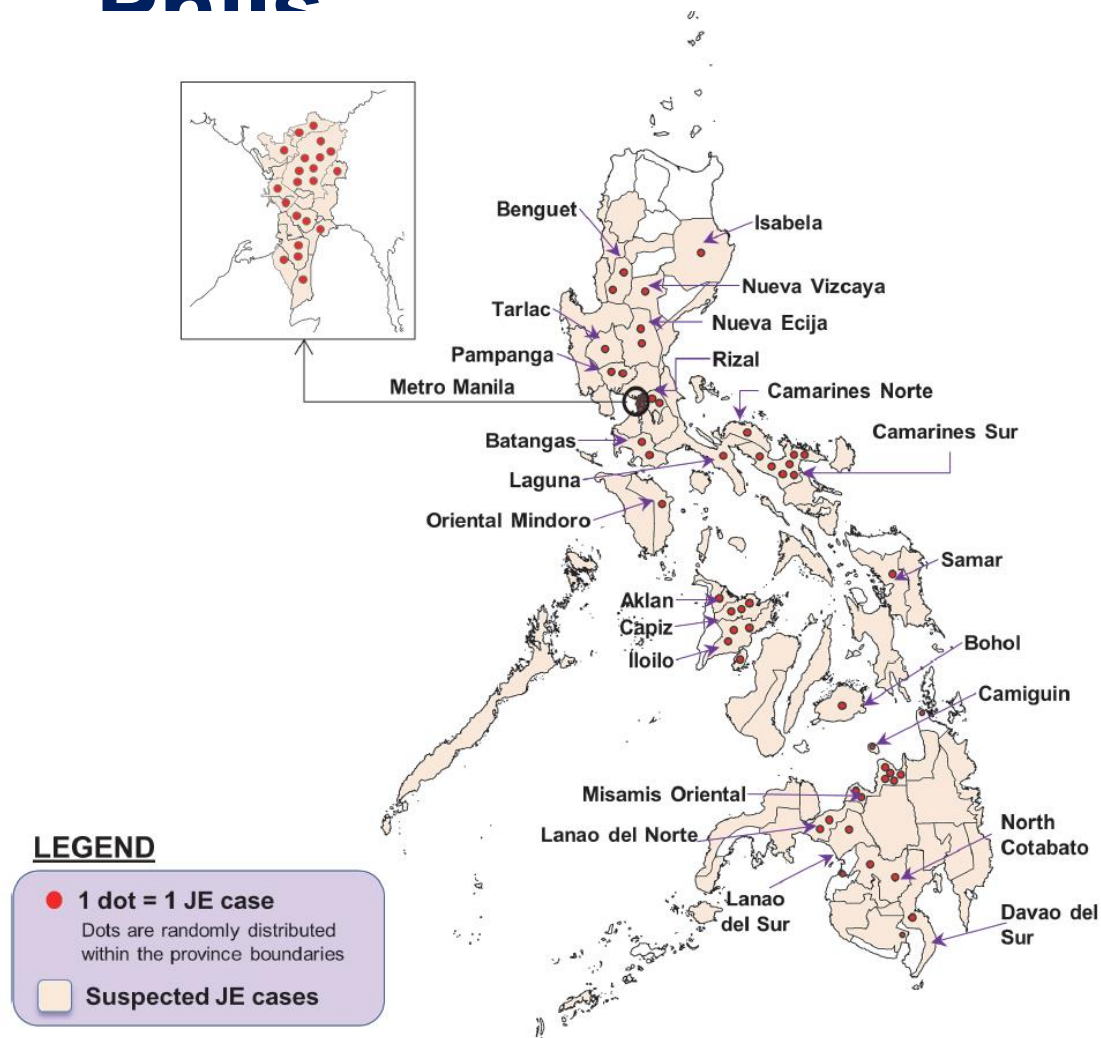 Benguet
Isabela
Nueva Vizcaya
Tarlac
Nueva Ecija
Pampanga
Rizal
Metro Manila
Camarines Norte
Camarines Sur
Batangas
Laguna
Oriental Mindoro
Samar
Aklan
Capiz
Iloilo
Bohol
Camiguin
Misamis Oriental
Lanao del Norte
North
Cotabato
Lanao
del Sur
Davao del
Sur
LEGEND
1 dot = 1 JE case
Dots are randomly distributed
within the province boundaries
Suspected JE cases